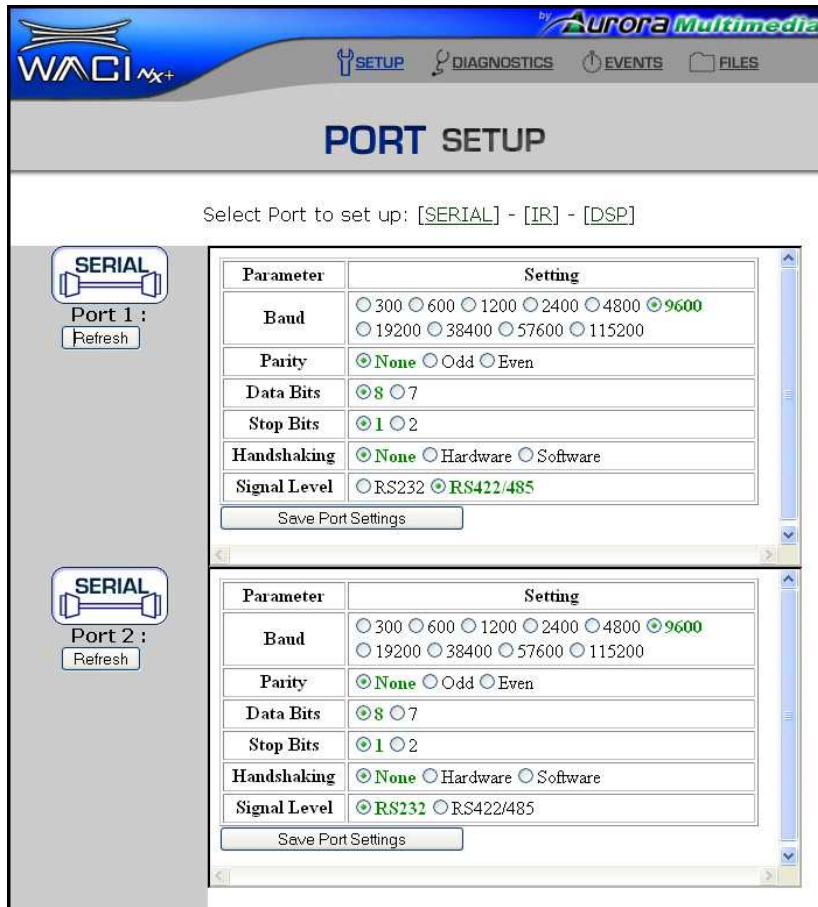 by Aurora Multimedia
WACI NX+
SETUP DIAGNOSTICS EVENTS FILES
PORT SETUP
Select Port to set up: [SERIAL] - [IR] - [DSP]
SERIAL
Port 1 :
Refresh
Parameter Setting
Baud 300 600 1200 2400 4800 9600
19200 38400 57600 115200
Parity None Odd Even
Data Bits 8 7
Stop Bits 1 2
Handshaking None Hardware Software
Signal Level RS232 RS422/485
Save Port Settings
SERIAL
Port 2 :
Refresh
Parameter Setting
Baud 300 600 1200 2400 4800 9600
19200 38400 57600 115200
Parity None Odd Even
Data Bits 8 7
Stop Bits 1 2
Handshaking None Hardware Software
Signal Level RS232 RS422/485
Save Port Settings